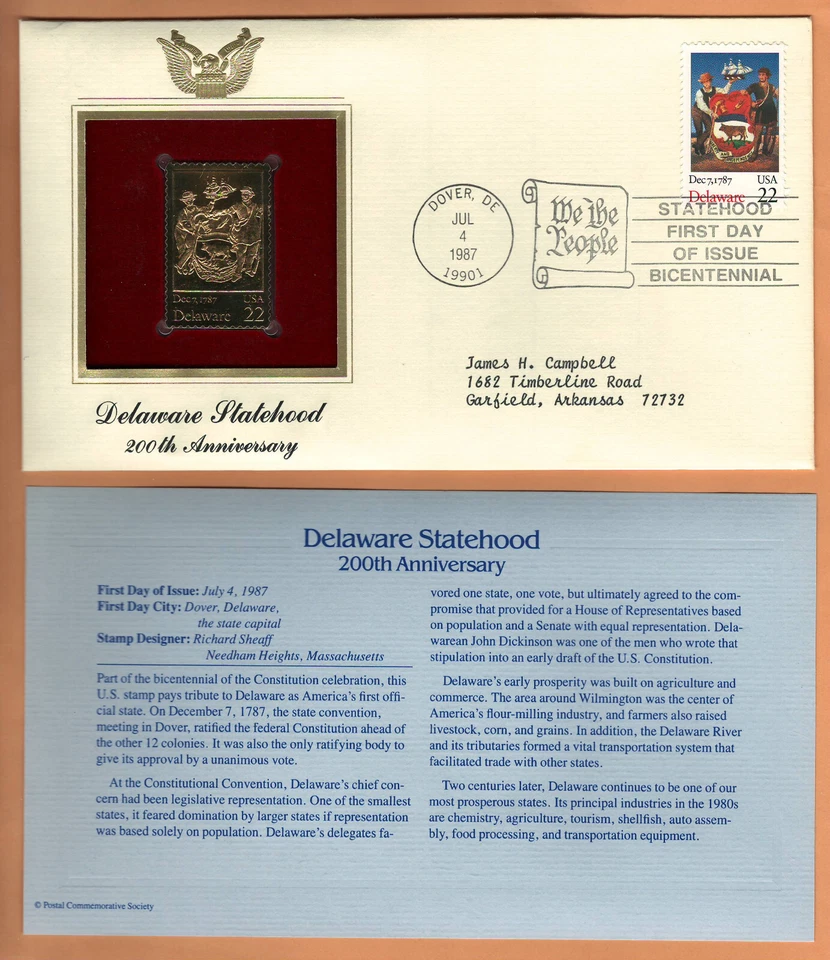 Dec 7, 1787 USA
Delaware 22
Dec 7, 1787 USA
Delaware 22
DOVER, DE
JUL
4
1987
19901
We the
People
STATEHOOD
FIRST DAY
OF ISSUE
BICENTENNIAL
James H. Campbell
1682 Timberline Road
Garfield, Arkansas 72732
Delaware Statehood
200th Anniversary
Delaware Statehood
200th Anniversary
First Day of Issue: July 4, 1987
First Day City: Dover, Delaware,
the state capital
Stamp Designer: Richard Sheaff
Needham Heights, Massachusetts
Part of the bicentennial of the Constitution celebration, this
U.S. stamp pays tribute to Delaware as America's first offi-
cial state. On December 7, 1787, the state convention,
meeting in Dover, ratified the federal Constitution ahead of
the other 12 colonies. It was also the only ratifying body to
give its approval by a unanimous vote.
At the Constitutional Convention, Delaware's chief con-
cern had been legislative representation. One of the smallest
states, it feared domination by larger states if representation
was based solely on population. Delaware's delegates fa-
vored one state, one vote, but ultimately agreed to the com-
promise that provided for a House of Representatives based
on population and a Senate with equal representation. Dela-
warean John Dickinson was one of the men who wrote that
stipulation into an early draft of the U.S. Constitution.
Delaware's early prosperity was built on agriculture and
commerce. The area around Wilmington was the center of
America's flour-milling industry, and farmers also raised
livestock, corn, and grains. In addition, the Delaware River
and its tributaries formed a vital transportation system that
facilitated trade with other states.
Two centuries later, Delaware continues to be one of our
most prosperous states. Its principal industries in the 1980s
are chemistry, agriculture, tourism, shellfish, auto assem-
bly, food processing, and transportation equipment.
© Postal Commemorative Society